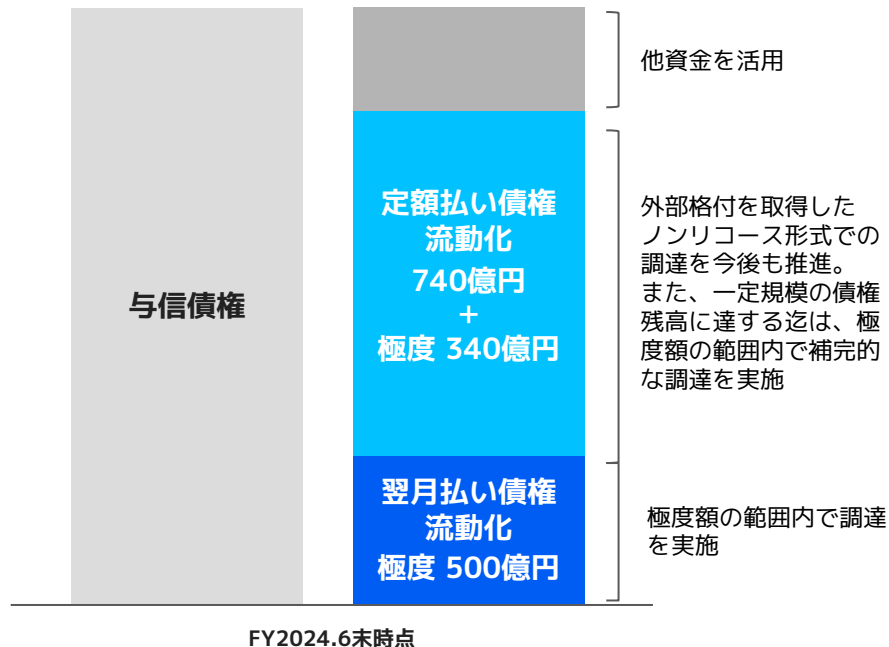 与信債権
定額払い債権
流動化
740億円
+
極度 340億円
翌月払い債権
流動化
極度 500億円
他資金を活用
外部格付を取得した
ノンリコース形式での
調達を今後も推進。
また、一定規模の債権
残高に達する迄は、極
度額の範囲内で補完的
な調達を実施
極度額の範囲内で調達
を実施
FY2024.6末時点